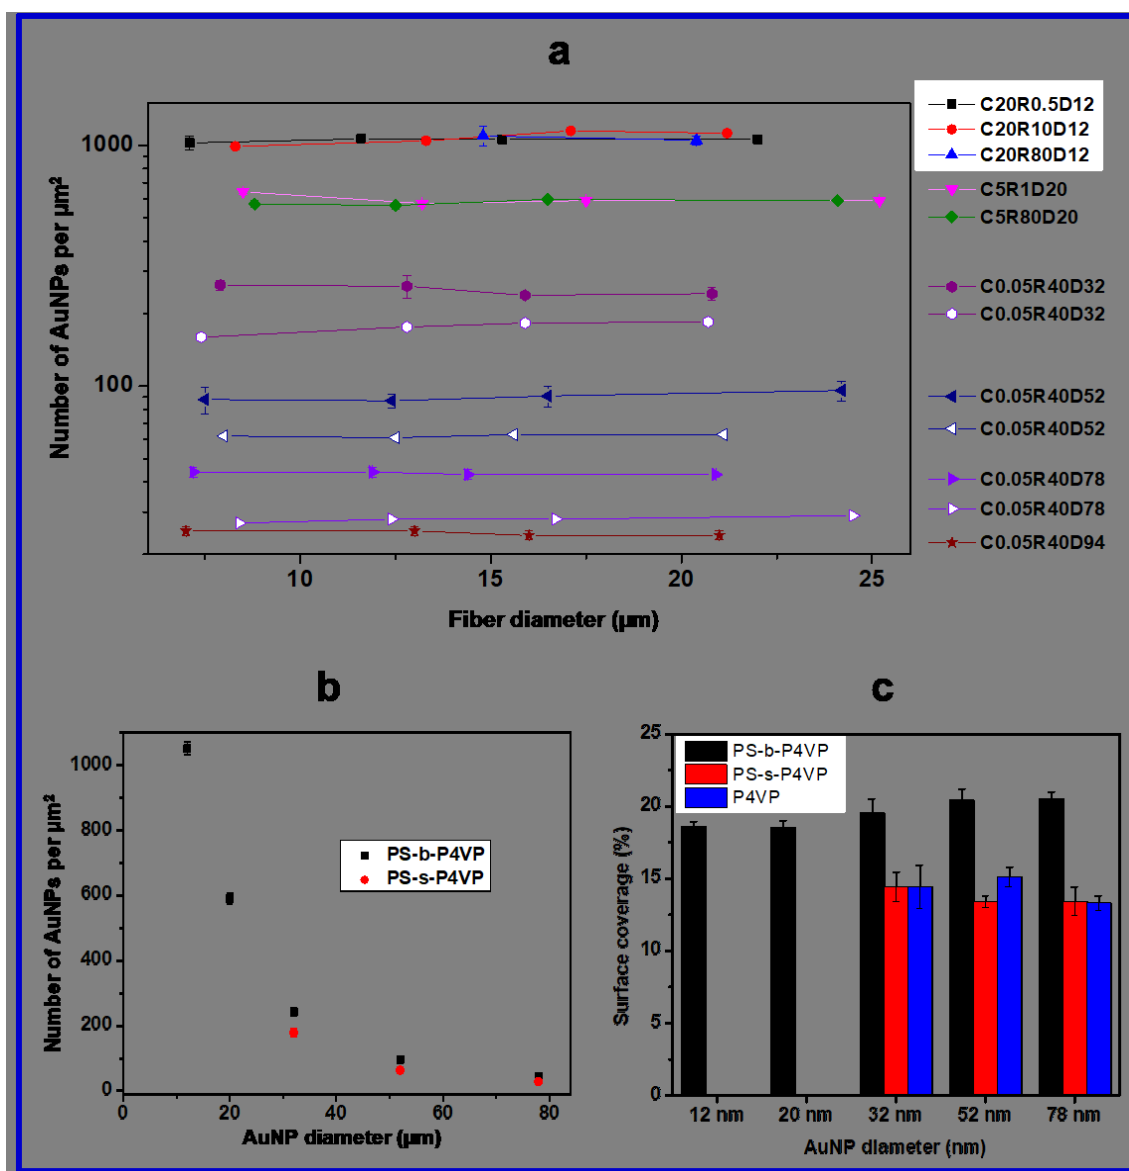 a
1000
100
Number of AuNPs per µm²
10
15
20
25
Fiber diameter (µm)
C20R0.5D12
C20R10D12
C20R80D12
C5R1D20
C5R80D20
C0.05R40D32
C0.05R40D32
C0.05R40D52
C0.05R40D52
C0.05R40D78
C0.05R40D78
C0.05R40D94
b
1000
800
600
400
200
0
Number of AuNPs per µm²
PS-b-P4VP
PS-s-P4VP
0
20
40
60
80
AuNP diameter (µm)
c
25
20
15
10
5
0
Surface coverage (%)
PS-b-P4VP
PS-s-P4VP
P4VP
12 nm
20 nm
32 nm
52 nm
78 nm
AuNP diameter (nm)